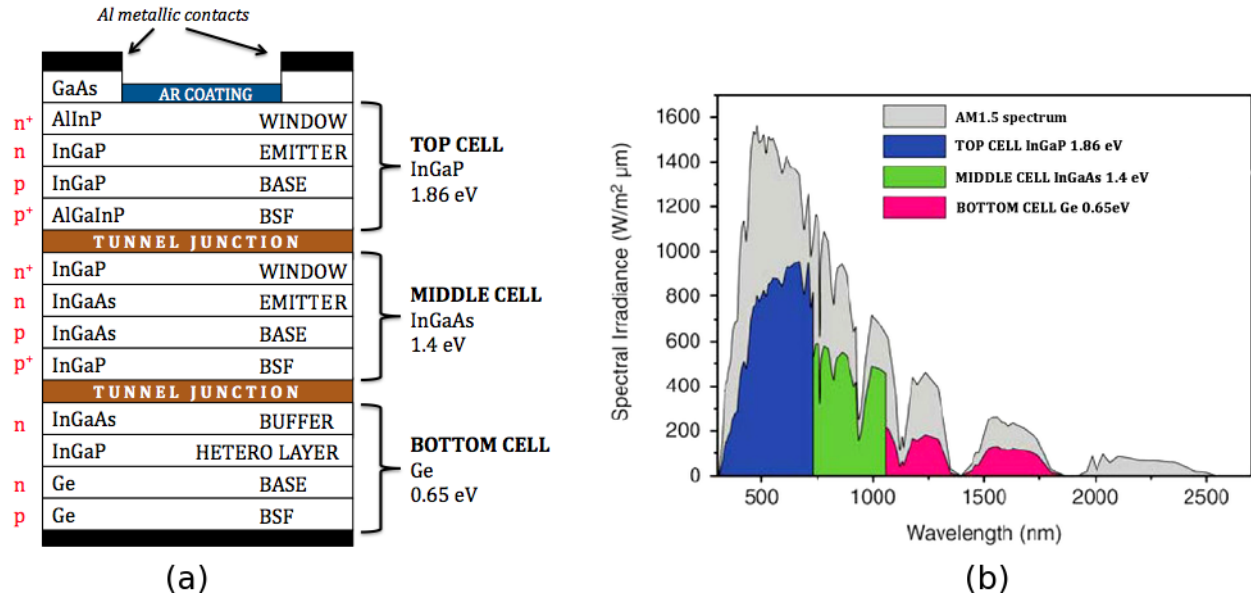 Al metallic contacts
GaAs
AR COATING
n+ AlInP WINDOW
n InGaP EMITTER
p InGaP BASE
p+ AlGaInP BSF
TOP CELL
InGaP
1.86 eV
TUNNEL JUNCTION
n+ InGaP WINDOW
n InGaAs EMITTER
p InGaAs BASE
p+ InGaP BSF
MIDDLE CELL
InGaAs
1.4 eV
TUNNEL JUNCTION
n InGaAs BUFFER
InGaP HETERO LAYER
n Ge BASE
p Ge BSF
BOTTOM CELL
Ge
0.65 eV
(a)
Spectral Irradiance (W/m² μm)
1600
1400
1200
1000
800
600
400
200
0
AM1.5 spectrum
TOP CELL InGaP 1.86 eV
MIDDLE CELL InGaAs 1.4 eV
BOTTOM CELL Ge 0.65eV
500 1000 1500 2000 2500
Wavelength (nm)
(b)